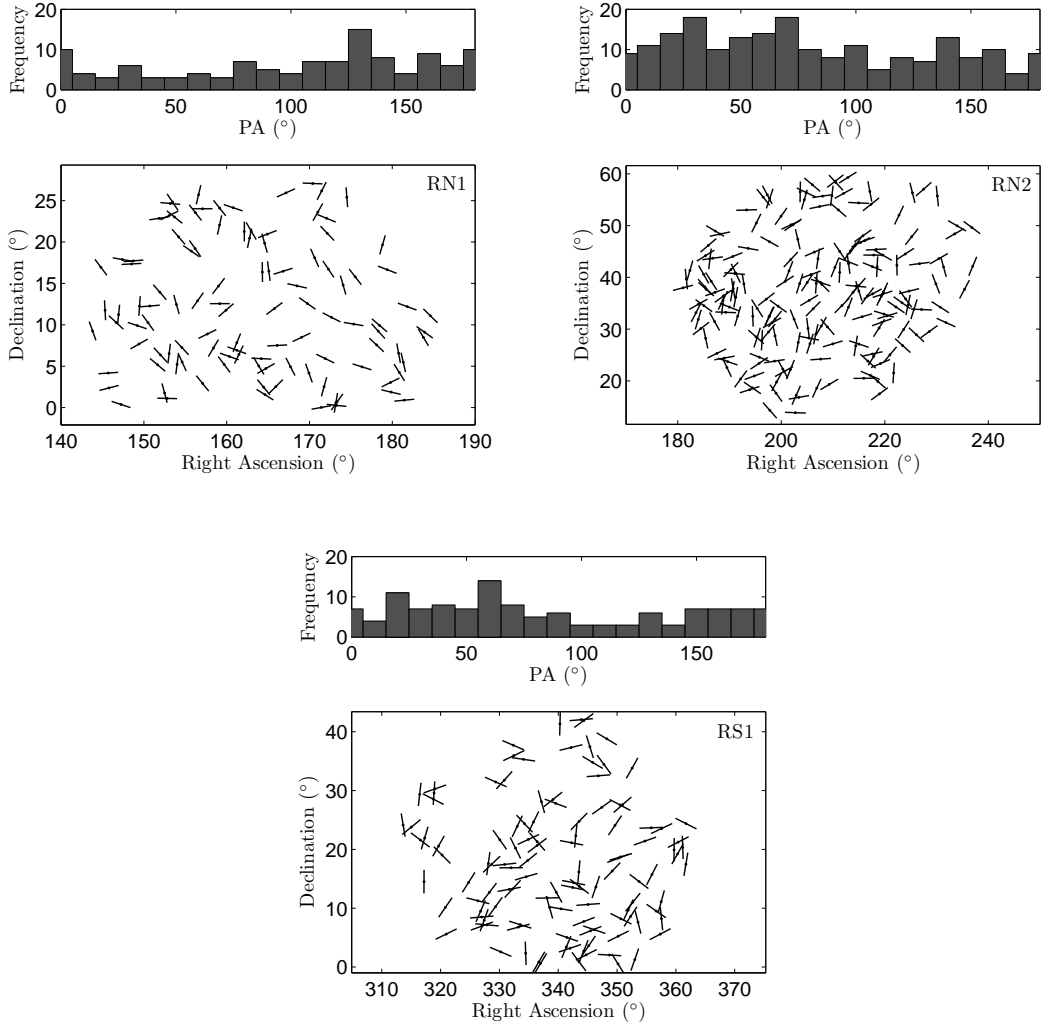 20
10
0
Frequency
0 50 100 150
PA (°)
20
10
0
Frequency
0 50 100 150
PA (°)
RN1
25
20
15
10
5
0
Declination (°)
140 150 160 170 180 190
Right Ascension (°)
RN2
60
50
40
30
20
Declination (°)
180 200 220 240
Right Ascension (°)
20
10
0
Frequency
0 50 100 150
PA (°)
RS1
40
30
20
10
0
Declination (°)
310 320 330 340 350 360 370
Right Ascension (°)